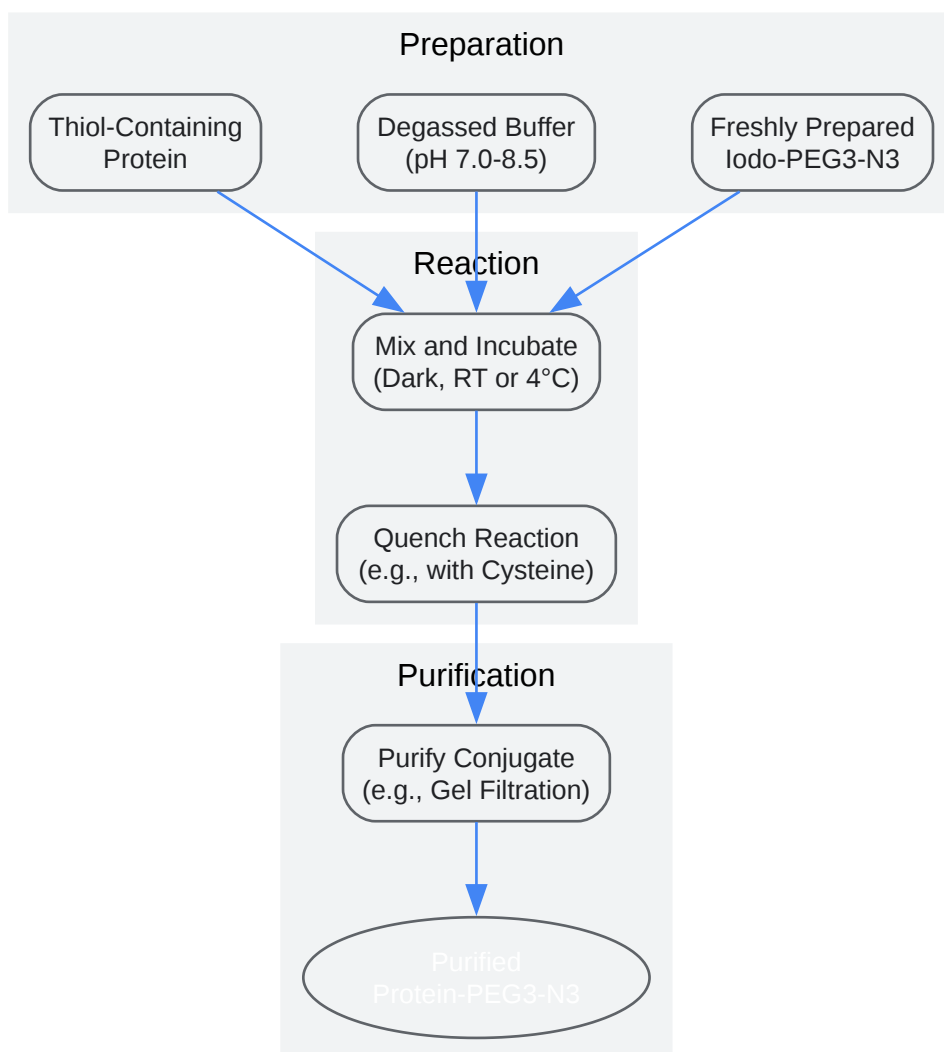 Preparation
Thiol-Containing
Protein
Degassed Buffer
(pH 7.0-8.5)
Freshly Prepared
Iodo-PEG3-N3
Reaction
Mix and Incubate
(Dark, RT or 4°C)
Quench Reaction
(e.g., with Cysteine)
Purification
Purify Conjugate
(e.g., Gel Filtration)
Purified
Protein-PEG3-N3